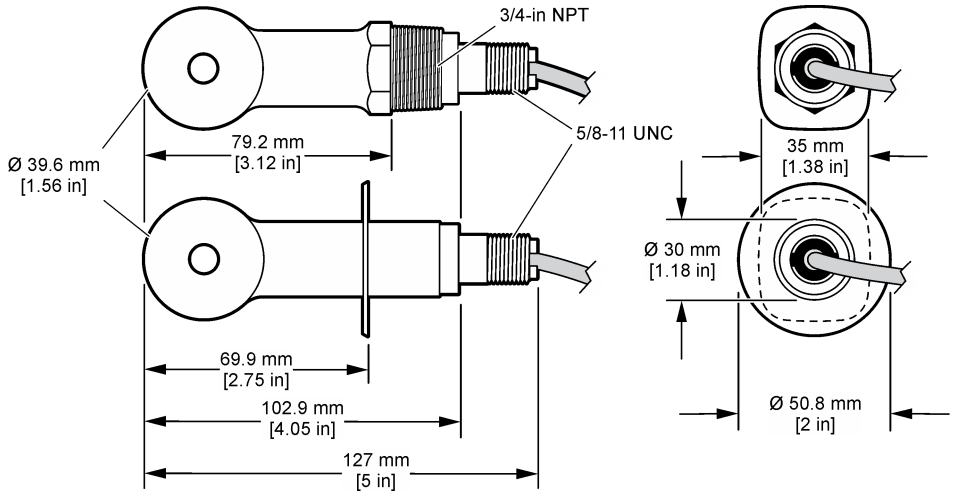 3/4-in NPT
5/8-11 UNC
79.2 mm
[3.12 in]
Ø 39.6 mm
[1.56 in]
35 mm
[1.38 in]
Ø 30 mm
[1.18 in]
69.9 mm
[2.75 in]
102.9 mm
[4.05 in]
127 mm
[5 in]
Ø 50.8 mm
[2 in]